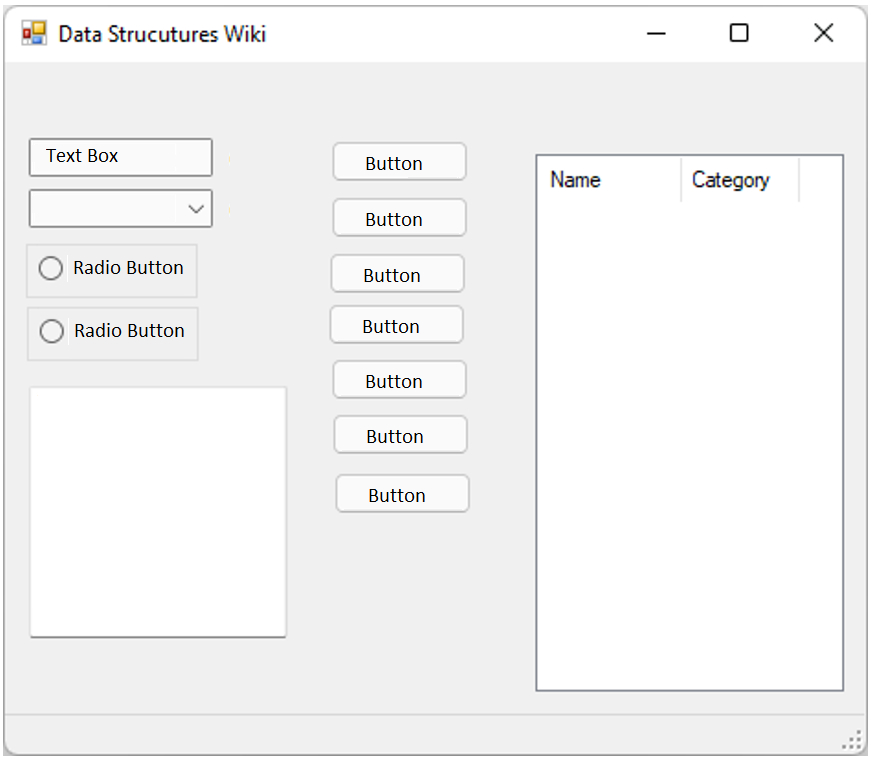 Data Strucutures Wiki
Text Box
Radio Button
Radio Button
Button
Button
Button
Button
Button
Button
Button
Name Category